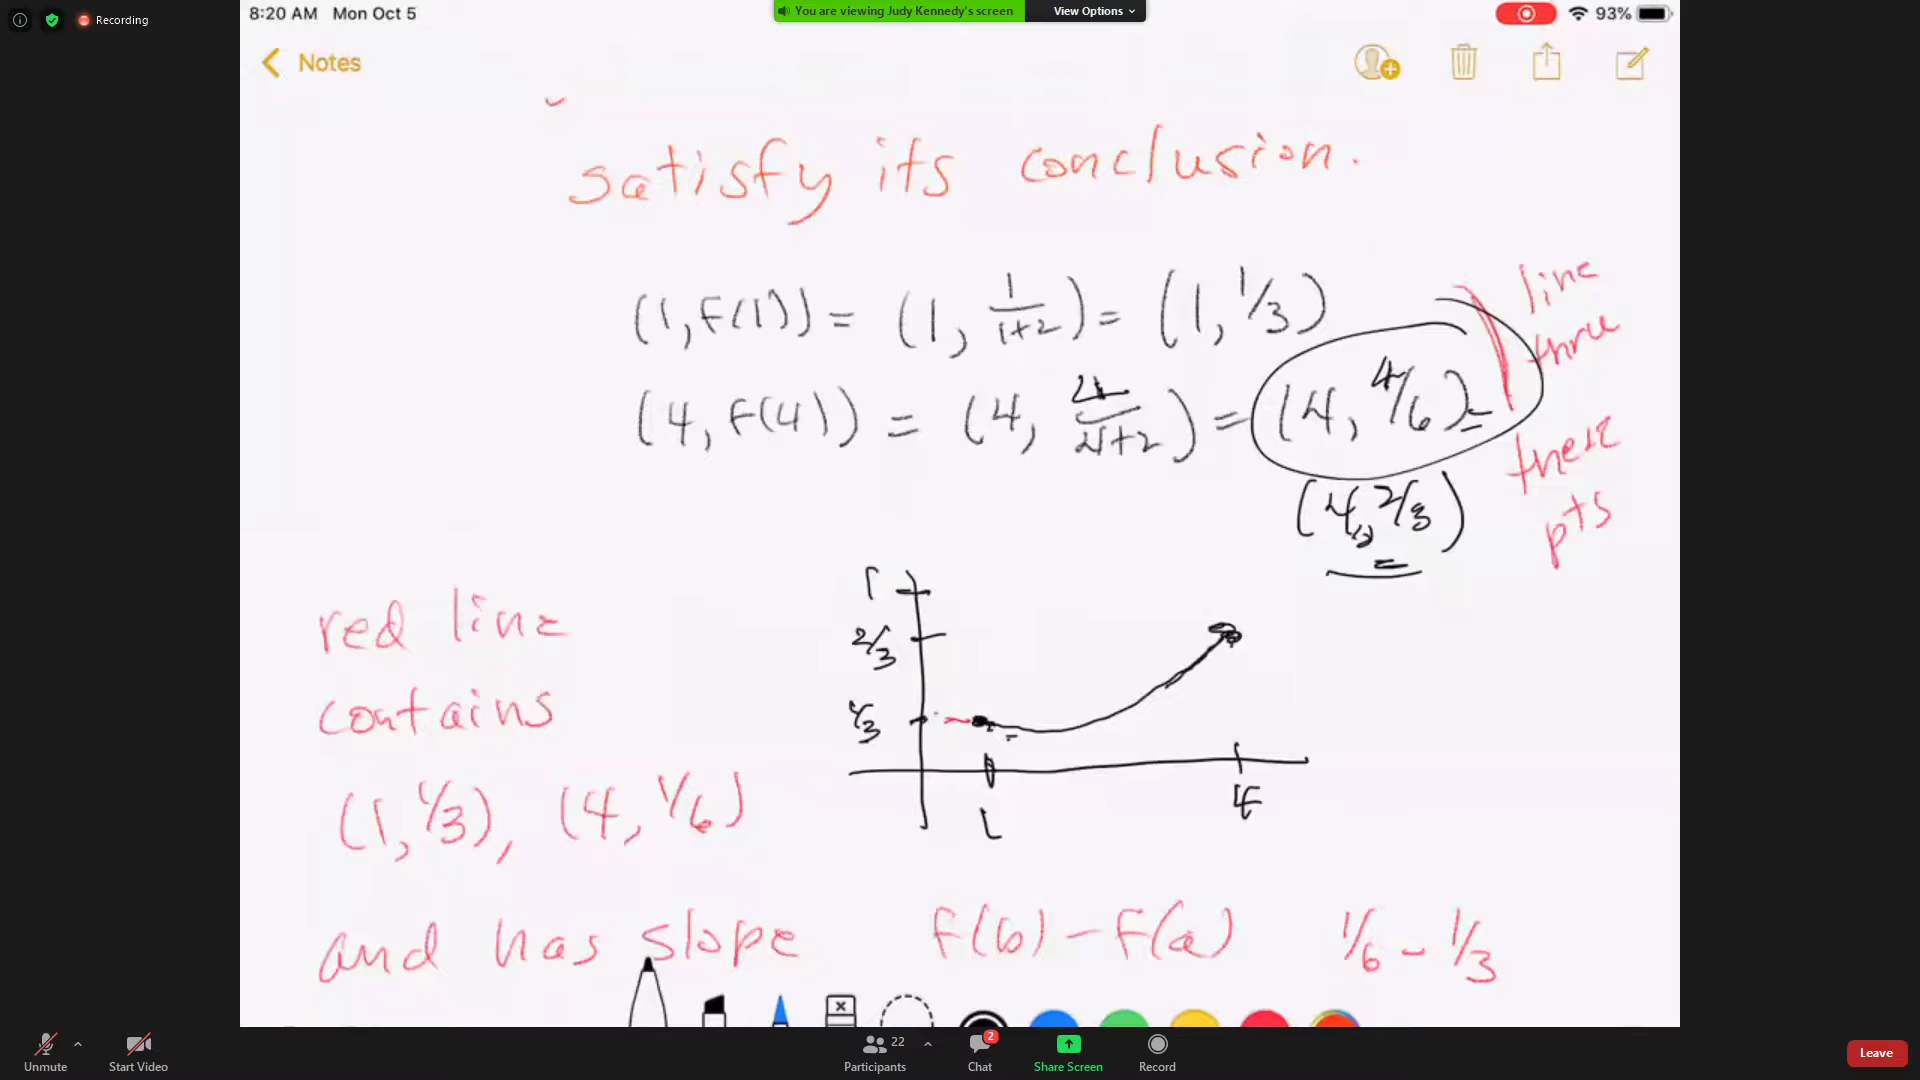 8:20 AM Mon Oct 5
You are viewing Judy Kennedy's screen View Options
93%
Recording
Notes
satisfy its conclusion.
(1, f(1)) = (1, 1/1+2) = (1, 1/3)
(4, f(4)) = (4, 4/4+2) = (4, 4/6) =
(4, 2/3)
line
thru
these
pts
1
2/3
1/3
1
4
red line
contains
(1, 1/3), (4, 1/6)
and has slope f(b) - f(a) 1/6 - 1/3
Unmute
Start Video
22
Participants
2
Chat
Share Screen
Record
Leave